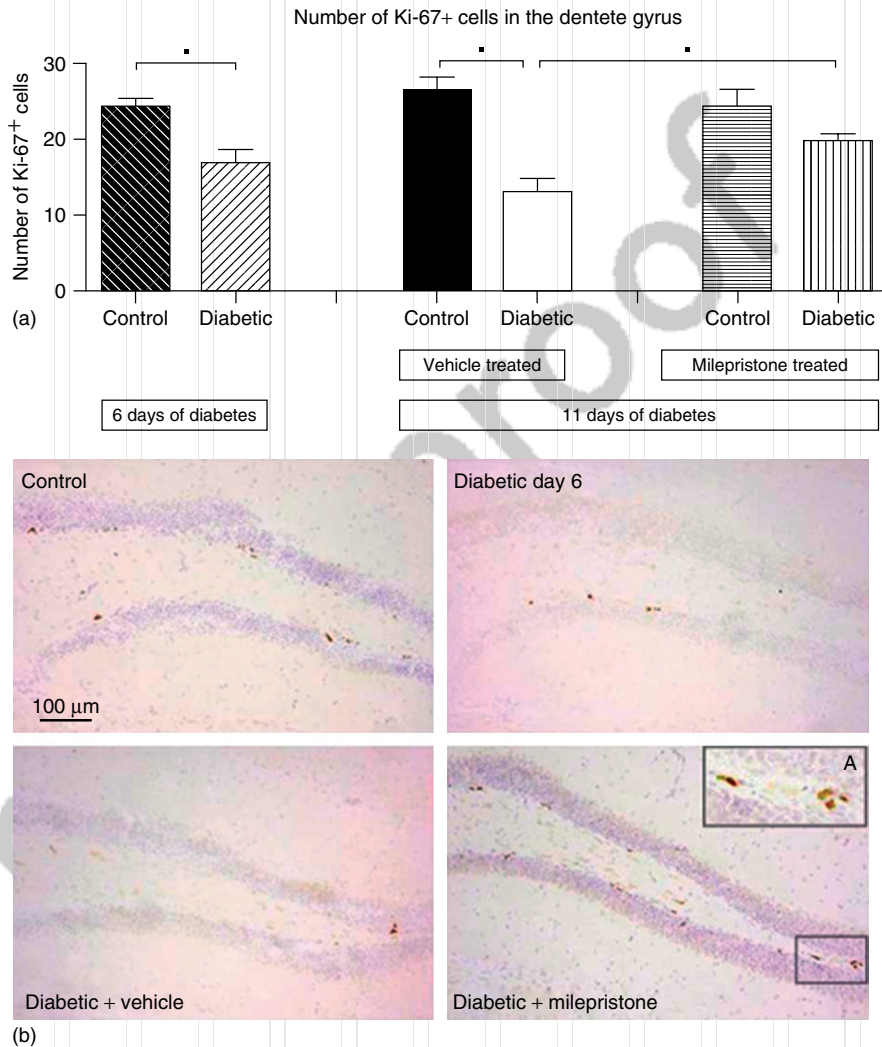 Number of Ki-67+ cells in the dentete gyrus
Number of Ki-67+ cells
30
20
10
0
(a)
Control Diabetic Control Diabetic Control Diabetic
Vehicle treated Milepristone treated
6 days of diabetes 11 days of diabetes
Control Diabetic day 6
100 µm
A
Diabetic + vehicle Diabetic + milepristone
(b)
proof